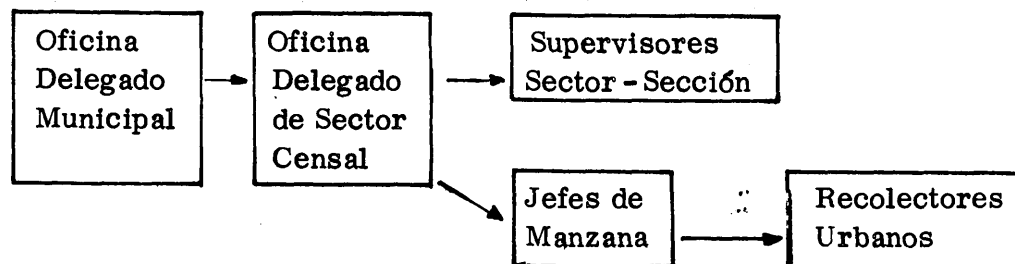 Oficina
Delegado
Municipal
Oficina
Delegado
de Sector
Censal
Supervisores
Sector - Sección
Jefes de
Manzana
Recolectores
Urbanos